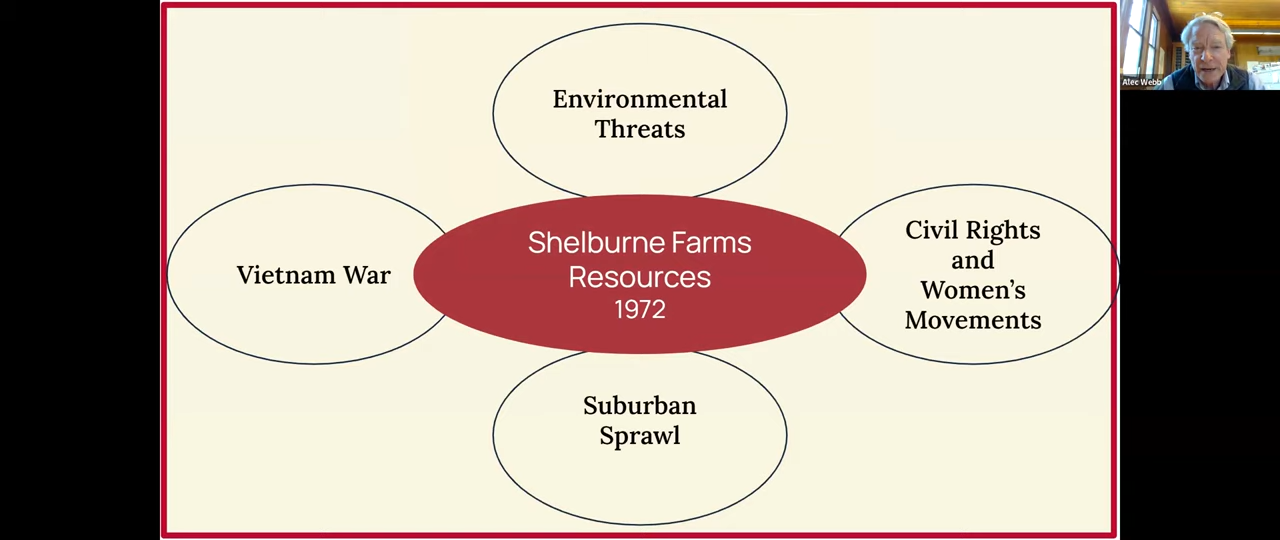 Environmental
Threats
Alec Webb
Vietnam War
Shelburne Farms
Resources
1972
Civil Rights
and
Women’s
Movements
Suburban
Sprawl